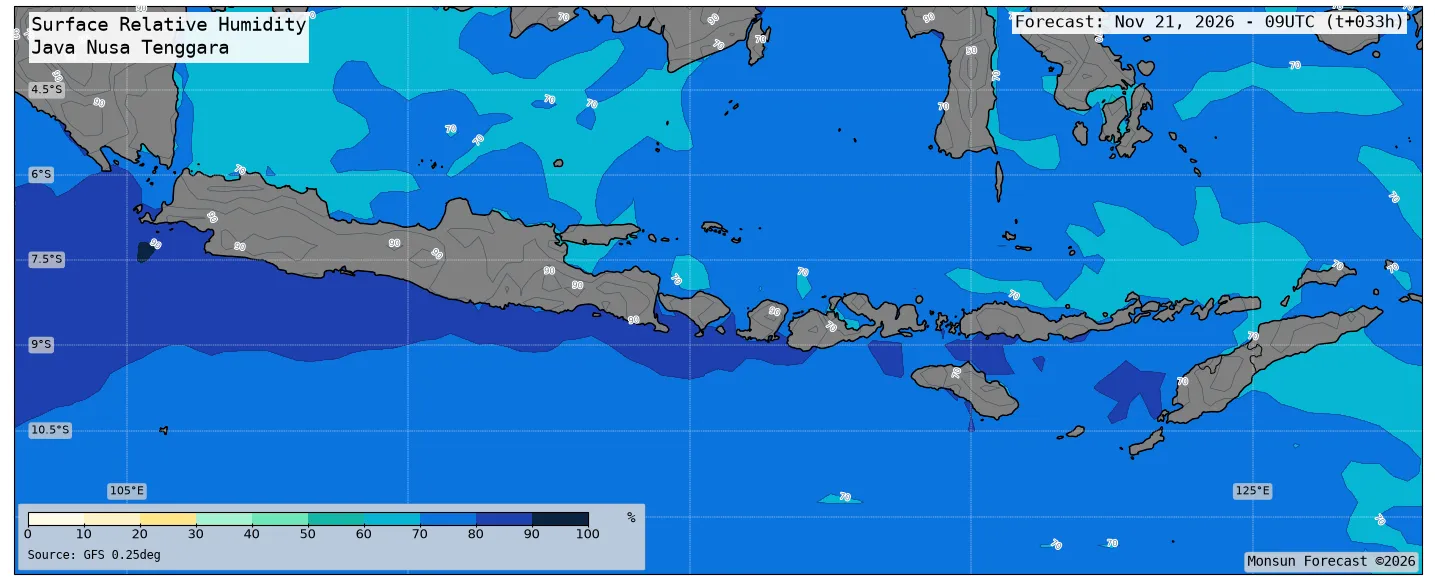 Surface Relative Humidity
Java Nusa Tenggara
Forecast: Nov 21, 2026 - 09UTC (t+033h)
4.5°S
6°S
7.5°S
9°S
10.5°S
105°E
125°E
%
0 10 20 30 40 50 60 70 80 90 100
Source: GFS 0.25deg
Monsun Forecast ©2026